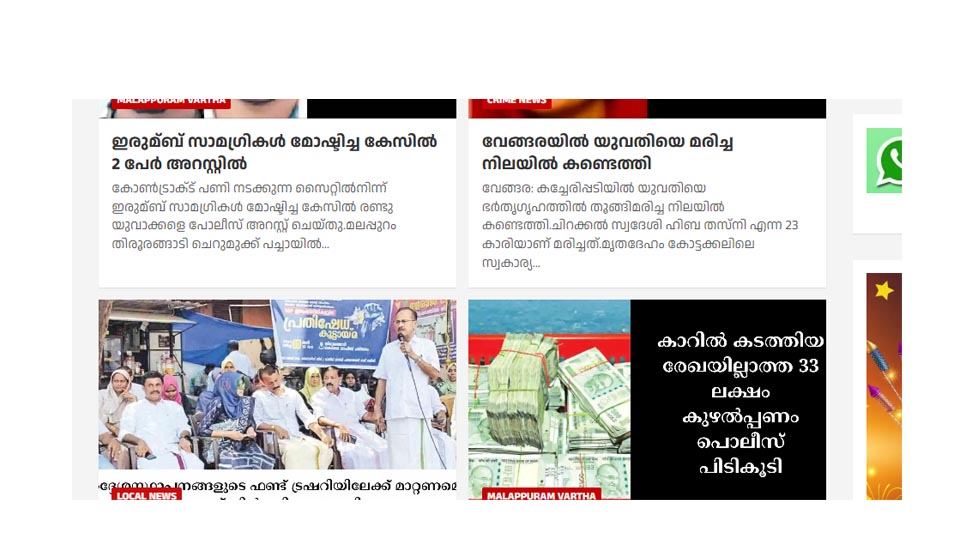 MALAPPURAM VARTHA
CRIME NEWS
ഇരുമ്ബ് സാമഗ്രികൾ മോഷ്ടിച്ച കേസിൽ
2 പേർ അറസ്റ്റിൽ
കോൺട്രാക്ട് പണി നടക്കുന്ന സൈറ്റിൽനിന്ന്
ഇരുമ്ബ് സാമഗ്രികൾ മോഷ്ടിച്ച കേസിൽ രണ്ടു
യുവാക്കളെ പോലീസ് അറസ്റ്റ് ചെയ്തു.മലപ്പുറം
തിരൂരങ്ങാടി ചെറുമുക്ക് പച്ചായിൽ...
വേങ്ങരയിൽ യുവതിയെ മരിച്ച
നിലയിൽ കണ്ടെത്തി
വേങ്ങര: കച്ചേരിപ്പടിയിൽ യുവതിയെ
ഭർതൃഗൃഹത്തിൽ തൂങ്ങിമരിച്ച നിലയിൽ
കണ്ടെത്തി.ചിറക്കൽ സ്വദേശി ഹിബ തസ്നി എന്ന 23
കാരിയാണ് മരിച്ചത്.മൃതദേഹം കോട്ടക്കലിലെ
സ്വകാര്യ...
പ്രതിഷേധ
കൂട്ടായ്മ
ദേശസ്ഥാപനങ്ങളുടെ ഫണ്ട് ട്രഷറിയിലേക്ക് മാറ്റണമെ
LOCAL NEWS
കാറിൽ കടത്തിയ
രേഖയില്ലാത്ത 33
ലക്ഷം
കുഴൽപ്പണം
പൊലീസ്
പിടികൂടി
MALAPPURAM VARTHA